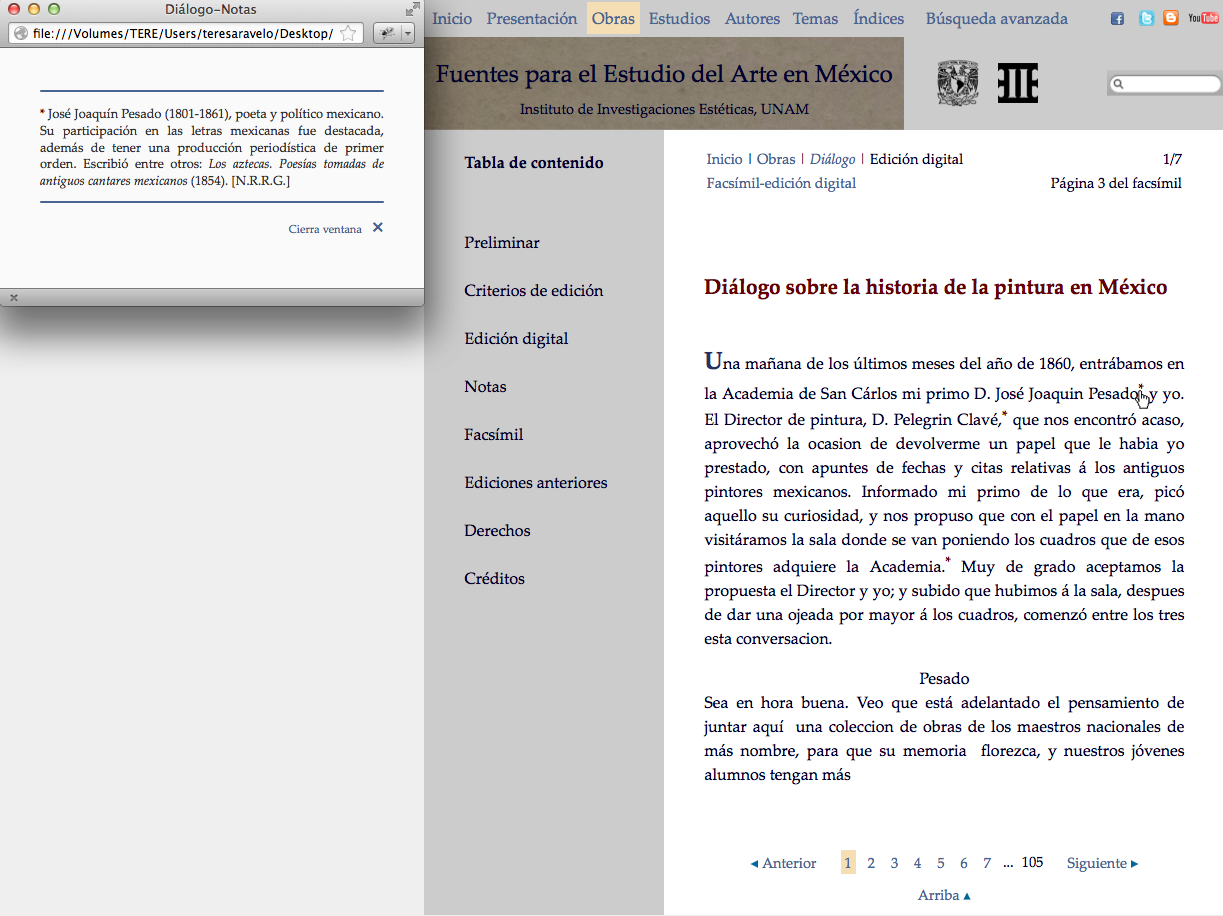 Diálogo-Notas
file:///Volumes/TERE/Users/teresaravelo/Desktop/
* José Joaquín Pesado (1801-1861), poeta y político mexicano.
Su participación en las letras mexicanas fue destacada,
además de tener una producción periodística de primer
orden. Escribió entre otros: Los aztecas. Poesías tomadas de
antiguos cantares mexicanos (1854). [N.R.R.G.]
Cierra ventana ✕
Inicio Presentación Obras Estudios Autores Temas Índices Búsqueda avanzada
You Tube
Fuentes para el Estudio del Arte en México
Instituto de Investigaciones Estéticas, UNAM
Tabla de contenido
Preliminar
Criterios de edición
Edición digital
Notas
Facsímil
Ediciones anteriores
Derechos
Créditos
Inicio | Obras | Diálogo | Edición digital 1/7
Facsímil-edición digital Página 3 del facsímil
Diálogo sobre la historia de la pintura en México
Una mañana de los últimos meses del año de 1860, entrábamos en
la Academia de San Cárlos mi primo D. José Joaquin Pesado* y yo.
El Director de pintura, D. Pelegrin Clavé,* que nos encontró acaso,
aprovechó la ocasion de devolverme un papel que le habia yo
prestado, con apuntes de fechas y citas relativas á los antiguos
pintores mexicanos. Informado mi primo de lo que era, picó
aquello su curiosidad, y nos propuso que con el papel en la mano
visitáramos la sala donde se van poniendo los cuadros que de esos
pintores adquiere la Academia.* Muy de grado aceptamos la
propuesta el Director y yo; y subido que hubimos á la sala, despues
de dar una ojeada por mayor á los cuadros, comenzó entre los tres
esta conversacion.
Pesado
Sea en hora buena. Veo que está adelantado el pensamiento de
juntar aquí una coleccion de obras de los maestros nacionales de
más nombre, para que su memoria florezca, y nuestros jóvenes
alumnos tengan más
◂ Anterior 1 2 3 4 5 6 7 ... 105 Siguiente ▸
Arriba ▴